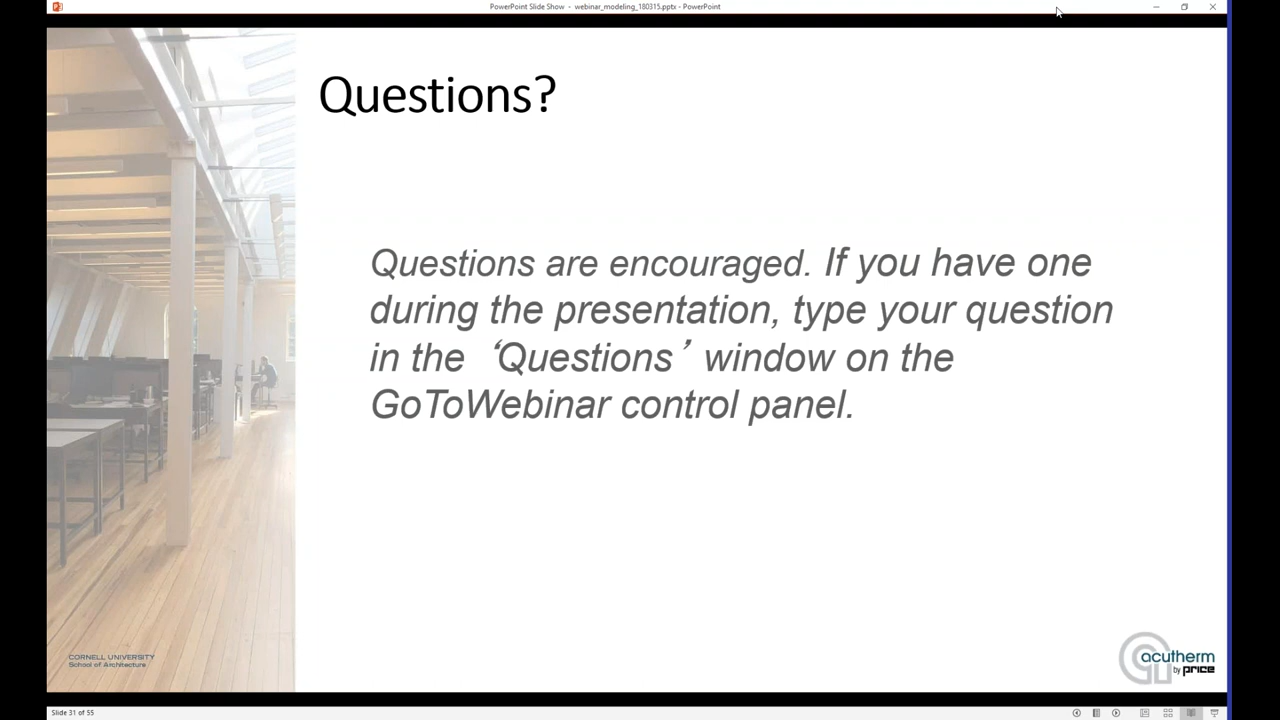 PowerPoint Slide Show - webinar_modeling_180315.pptx - PowerPoint
Questions?
Questions are encouraged. If you have one
during the presentation, type your question
in the ‘Questions’ window on the
GoToWebinar control panel.
CORNELL UNIVERSITY
School of Architecture
acutherm
by price
Slide 31 of 55